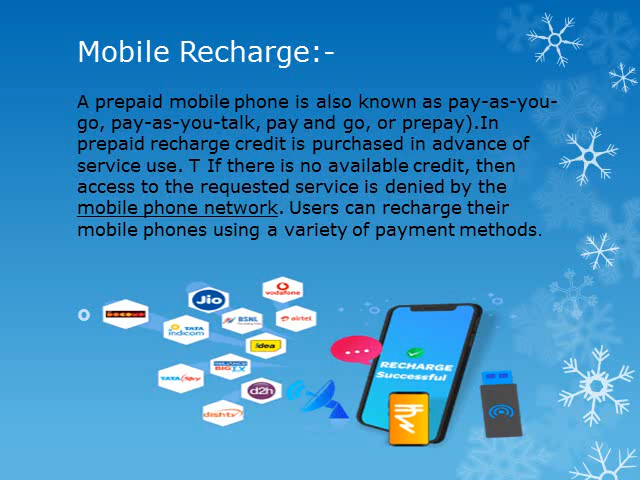 Mobile Recharge:-
A prepaid mobile phone is also known as pay-as-you-
go, pay-as-you-talk, pay and go, or prepay).In
prepaid recharge credit is purchased in advance of
service use. T If there is no available credit, then
access to the requested service is denied by the
mobile phone network. Users can recharge their
mobile phones using a variety of payment methods.
vodafone
Jio
BSNL
airtel
TATA
indicom
idea
BIG TV
TATA Sky
d2h
dishtv
RECHARGE
Successful
₹